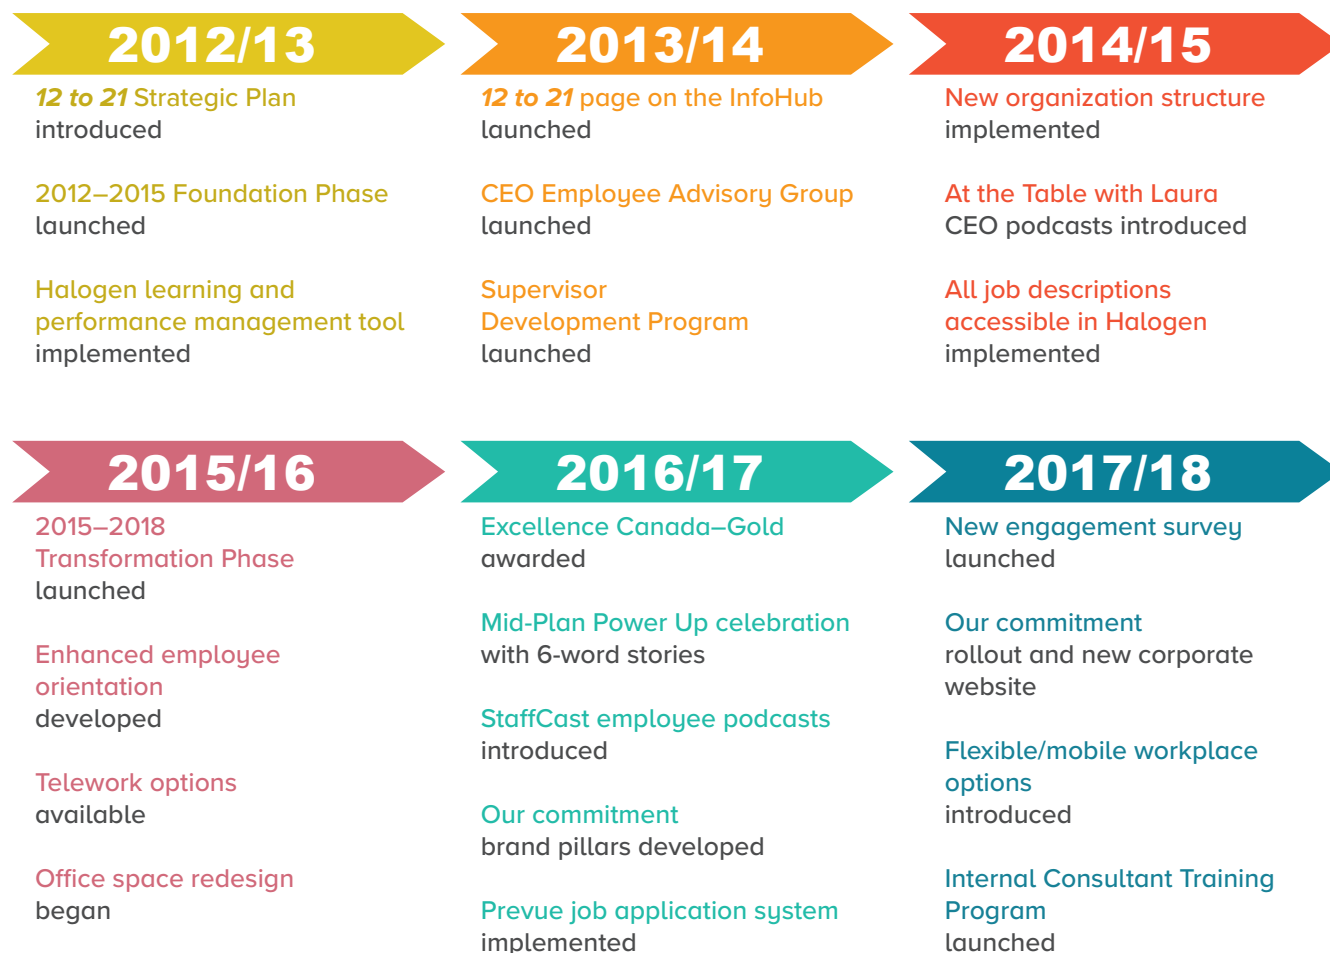 2012/13
12 to 21 Strategic Plan
introduced
2012–2015 Foundation Phase
launched
Halogen learning and
performance management tool
implemented
2013/14
12 to 21 page on the InfoHub
launched
CEO Employee Advisory Group
launched
Supervisor
Development Program
launched
2014/15
New organization structure
implemented
At the Table with Laura
CEO podcasts introduced
All job descriptions
accessible in Halogen
implemented
2015/16
2015–2018
Transformation Phase
launched
Enhanced employee
orientation
developed
Telework options
available
Office space redesign
began
2016/17
Excellence Canada–Gold
awarded
Mid-Plan Power Up celebration
with 6-word stories
StaffCast employee podcasts
introduced
Our commitment
brand pillars developed
Prevue job application system
implemented
2017/18
New engagement survey
launched
Our commitment
rollout and new corporate
website
Flexible/mobile workplace
options
introduced
Internal Consultant Training
Program
launched